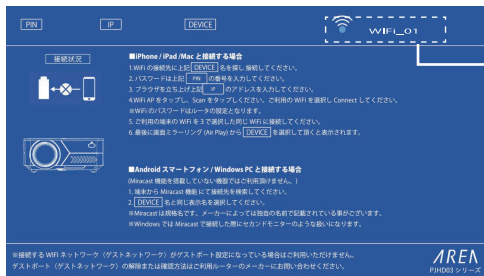 PIN IP DEVICE WiFi_01
接続状況
■iPhone / iPad /Mac と接続する場合
1.WiFi の接続先に上記 DEVICE 名を探し 接続してください。
2. パスワードは上記 PIN の番号を入力してください。
3. ブラウザを立ち上げ上記 IP のアドレスを入力してください。
4.WiFi AP をタップし、Scan をタップしください、ご利用の WiFi を選択し Connect してください。
※WiFi のパスワードはルータの設定となります。
5. ご利用の端末の WiFi を 3 で選択した同じ WiFi に接続してください。
6. 最後に画面ミラーリング (Air Play) から DEVICE を選択して頂くと表示されます。
■Android スマートフォン / Windows PC と接続する場合
(Miracast 機能を搭載していない機器ではご利用頂けません。)
1. 端末から Miracast 機能 にて接続先を検索してください。
2. DEVICE 名と同じ表示名を選択してください。
※Miracast は規格名です。メーカーによっては独自の名前で記載されている事がございます。
※Windows では Miracast で接続した際にセカンドモニターのような扱いになります。
※接続する WiFi ネットワーク（ゲストネットワーク）がゲストポート設定になっている場合はご利用いただけません。
ゲストポート（ゲストネットワーク）の解除または確認方法はご利用ルーターのメーカーにお問い合わせください。
AREA
PJHD03 シリーズ